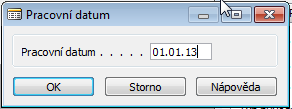 Pracovní datum
Pracovní datum . . . . . 01.01.13
OK Storno Nápověda